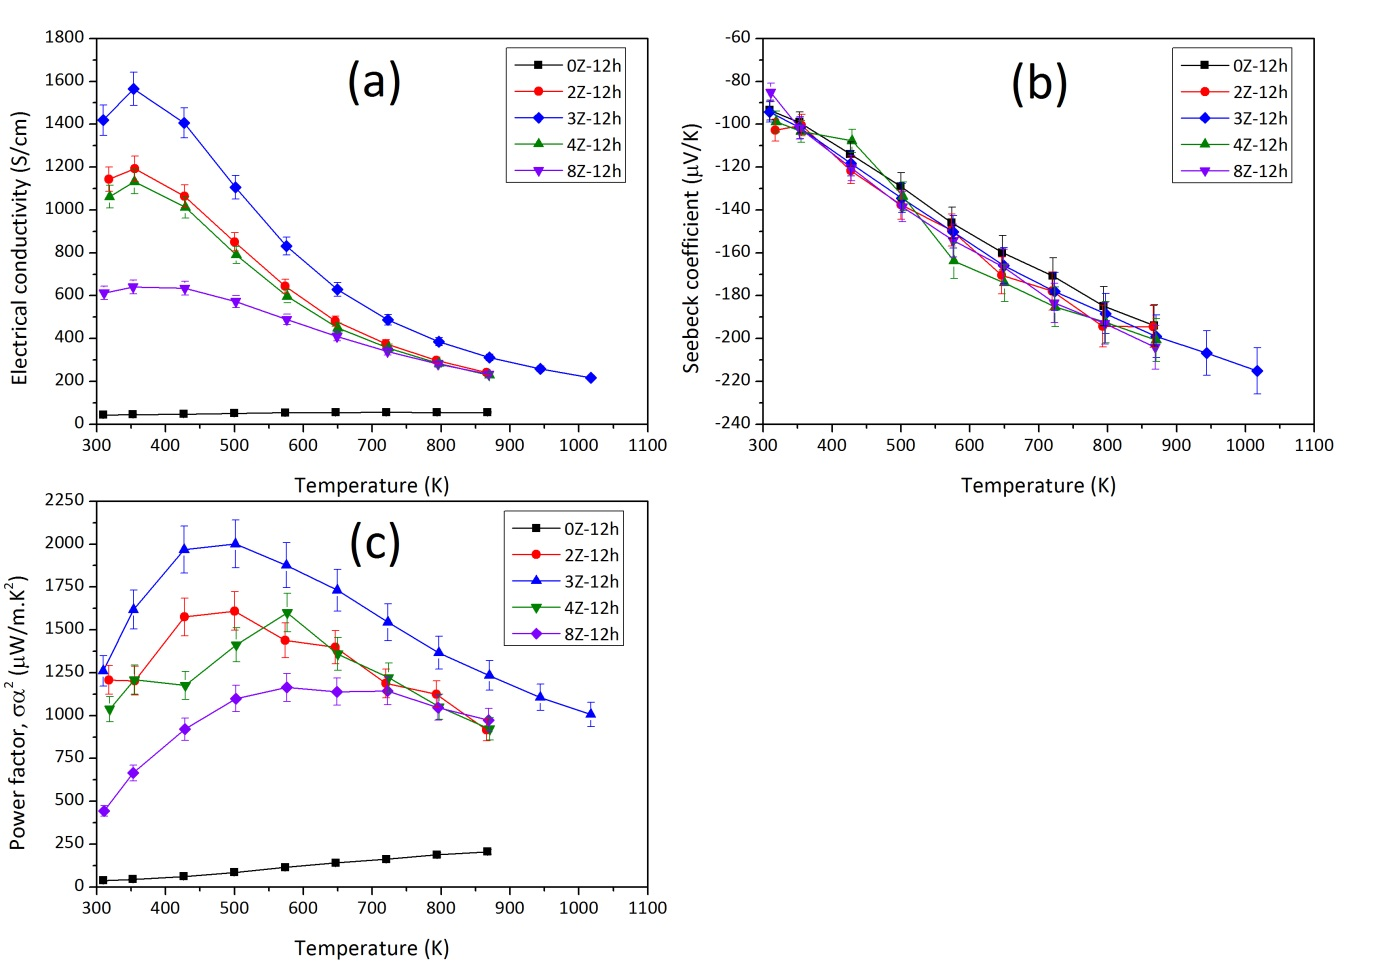 (a)
Electrical conductivity (S/cm)
1800
1600
1400
1200
1000
800
600
400
200
0
0Z-12h
2Z-12h
3Z-12h
4Z-12h
8Z-12h
300 400 500 600 700 800 900 1000 1100
Temperature (K)
(b)
Seebeck coefficient (μV/K)
-60
-80
-100
-120
-140
-160
-180
-200
-220
-240
0Z-12h
2Z-12h
3Z-12h
4Z-12h
8Z-12h
300 400 500 600 700 800 900 1000 1100
Temperature (K)
(c)
Power factor, σα² (μW/m.K²)
2250
2000
1750
1500
1250
1000
750
500
250
0
0Z-12h
2Z-12h
3Z-12h
4Z-12h
8Z-12h
300 400 500 600 700 800 900 1000 1100
Temperature (K)